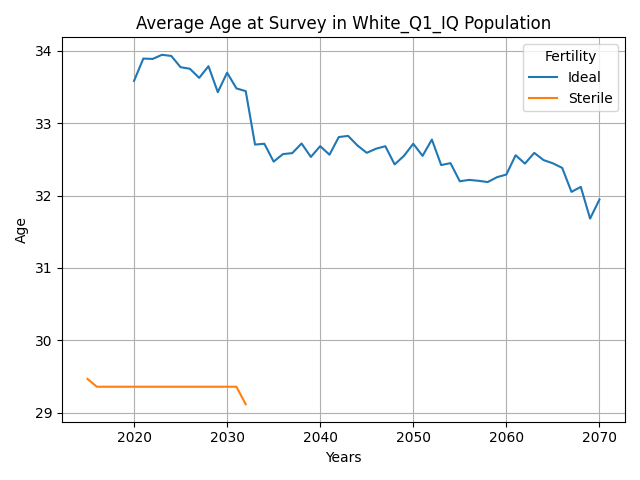 Average Age at Survey in White_Q1_IQ Population
Fertility
Ideal
Sterile
34
33
32
31
30
29
Age
2020
2030
2040
2050
2060
2070
Years